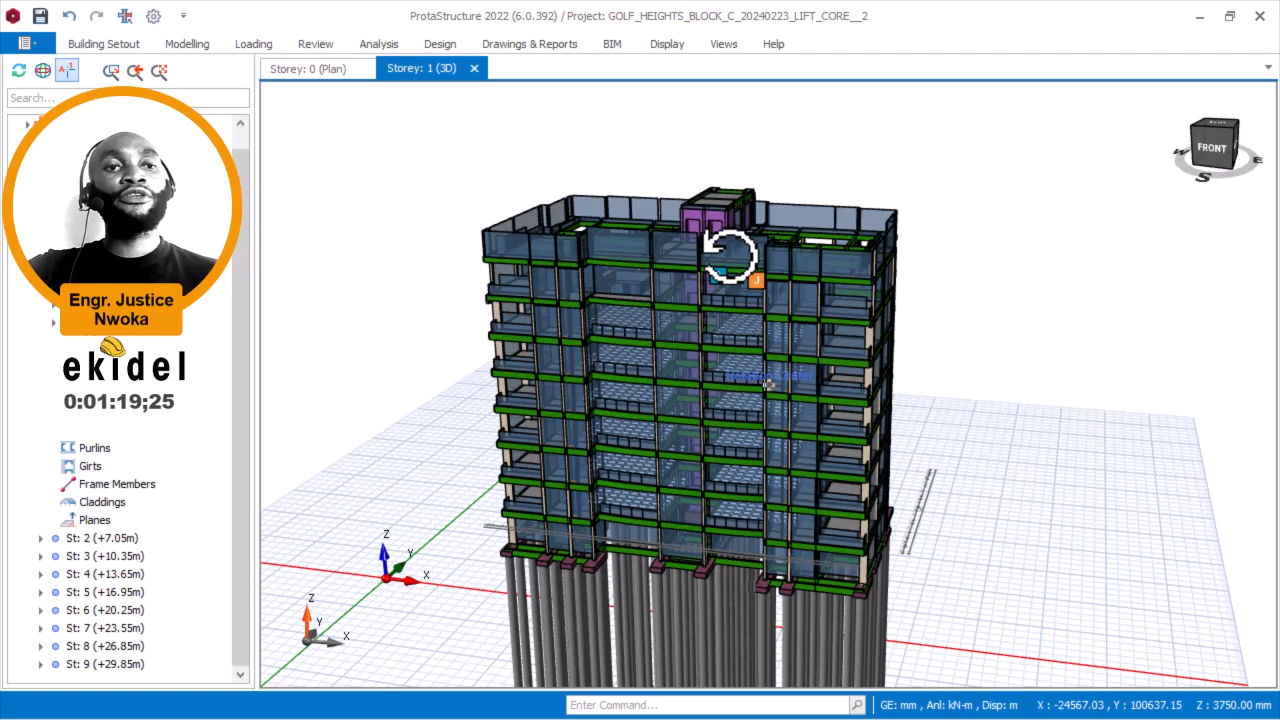 ProtaStructure 2022 (6.0.392) / Project: GOLF_HEIGHTS_BLOCK_C_20240223_LIFT_CORE__2
Building Setout Modelling Loading Review Analysis Design Drawings & Reports BIM Display Views Help
Storey: 0 (Plan) Storey: 1 (3D)
Search...
FRONT
W
S
E
J
Engr. Justice
Nwoka
ekidel
0:01:19;25
Purlins
Girts
Frame Members
Claddings
Planes
St: 2 (+7.05m)
St: 3 (+10.35m)
St: 4 (+13.65m)
St: 5 (+16.95m)
St: 6 (+20.25m)
St: 7 (+23.55m)
St: 8 (+26.85m)
St: 9 (+29.85m)
Z
Y
X
Z
Y
X
Enter Command...
GE: mm , Anl: kN-m , Disp: m X : -24567.03 , Y : 100637.15 Z : 3750.00 mm